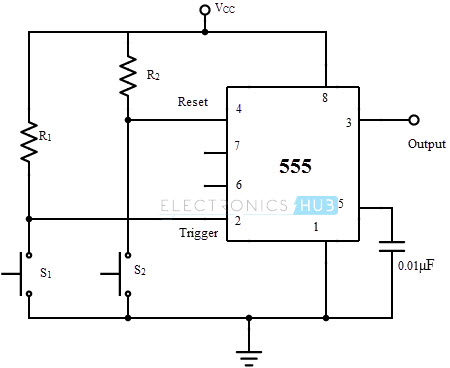 VCC
R2
Reset
4
8
3
Output
R1
7
555
6
ELECTRONICS HUB
5
2
1
Trigger
S1
S2
0.01µF